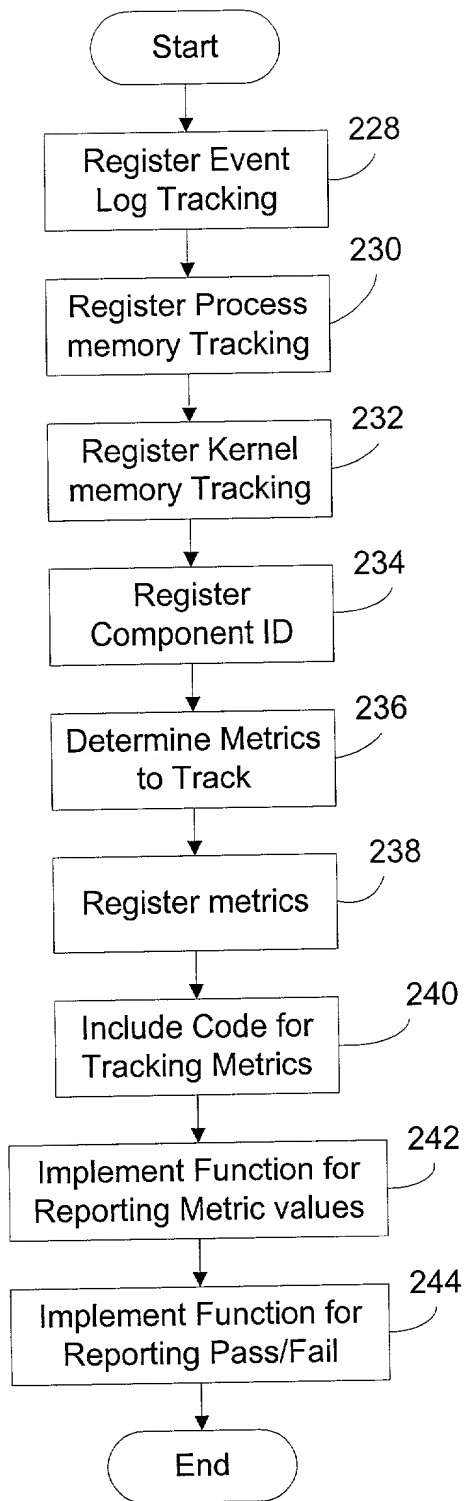 Start
228
Register Event
Log Tracking
230
Register Process
memory Tracking
232
Register Kernel
memory Tracking
234
Register
Component ID
236
Determine Metrics
to Track
238
Register metrics
240
Include Code for
Tracking Metrics
242
Implement Function for
Reporting Metric values
244
Implement Function for
Reporting Pass/Fail
End